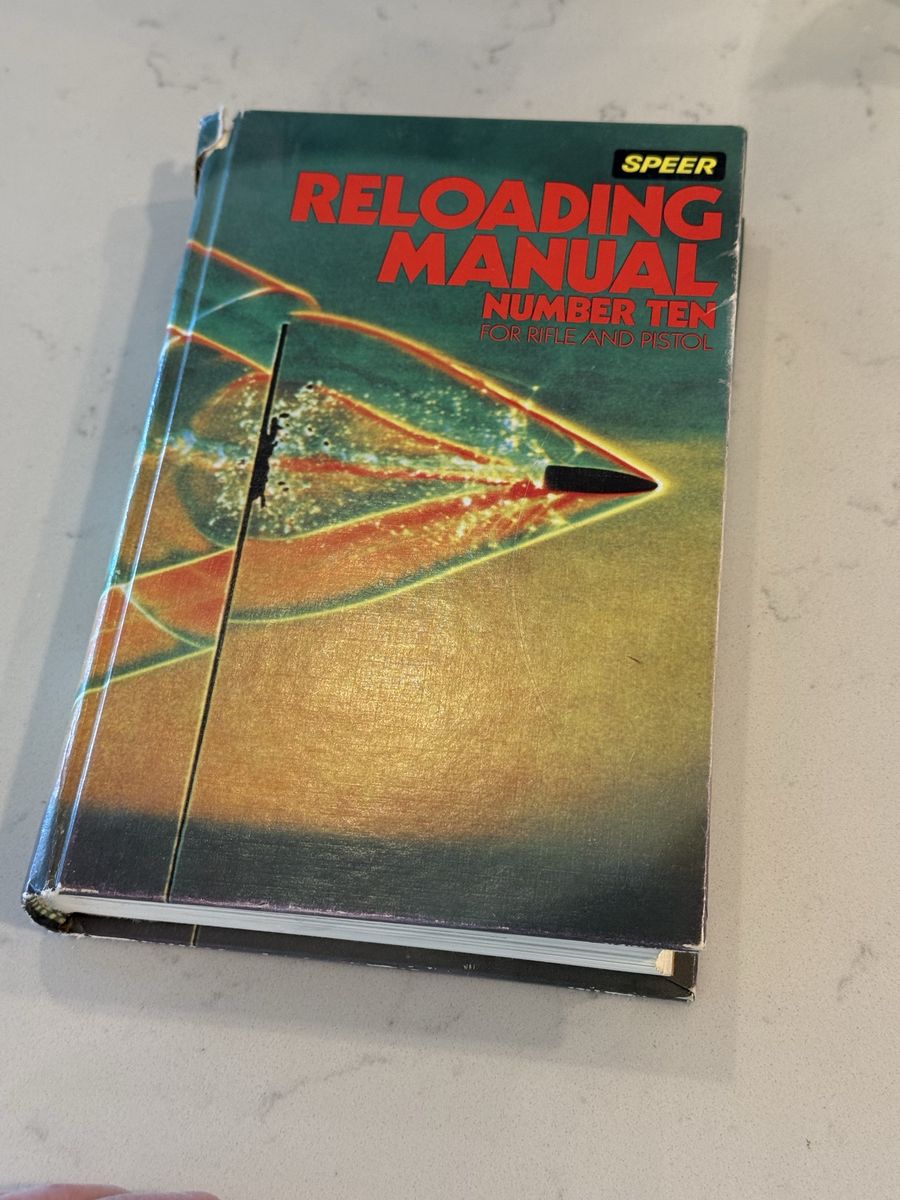 SPEER
RELOADING
MANUAL
NUMBER TEN
FOR RIFLE AND PISTOL